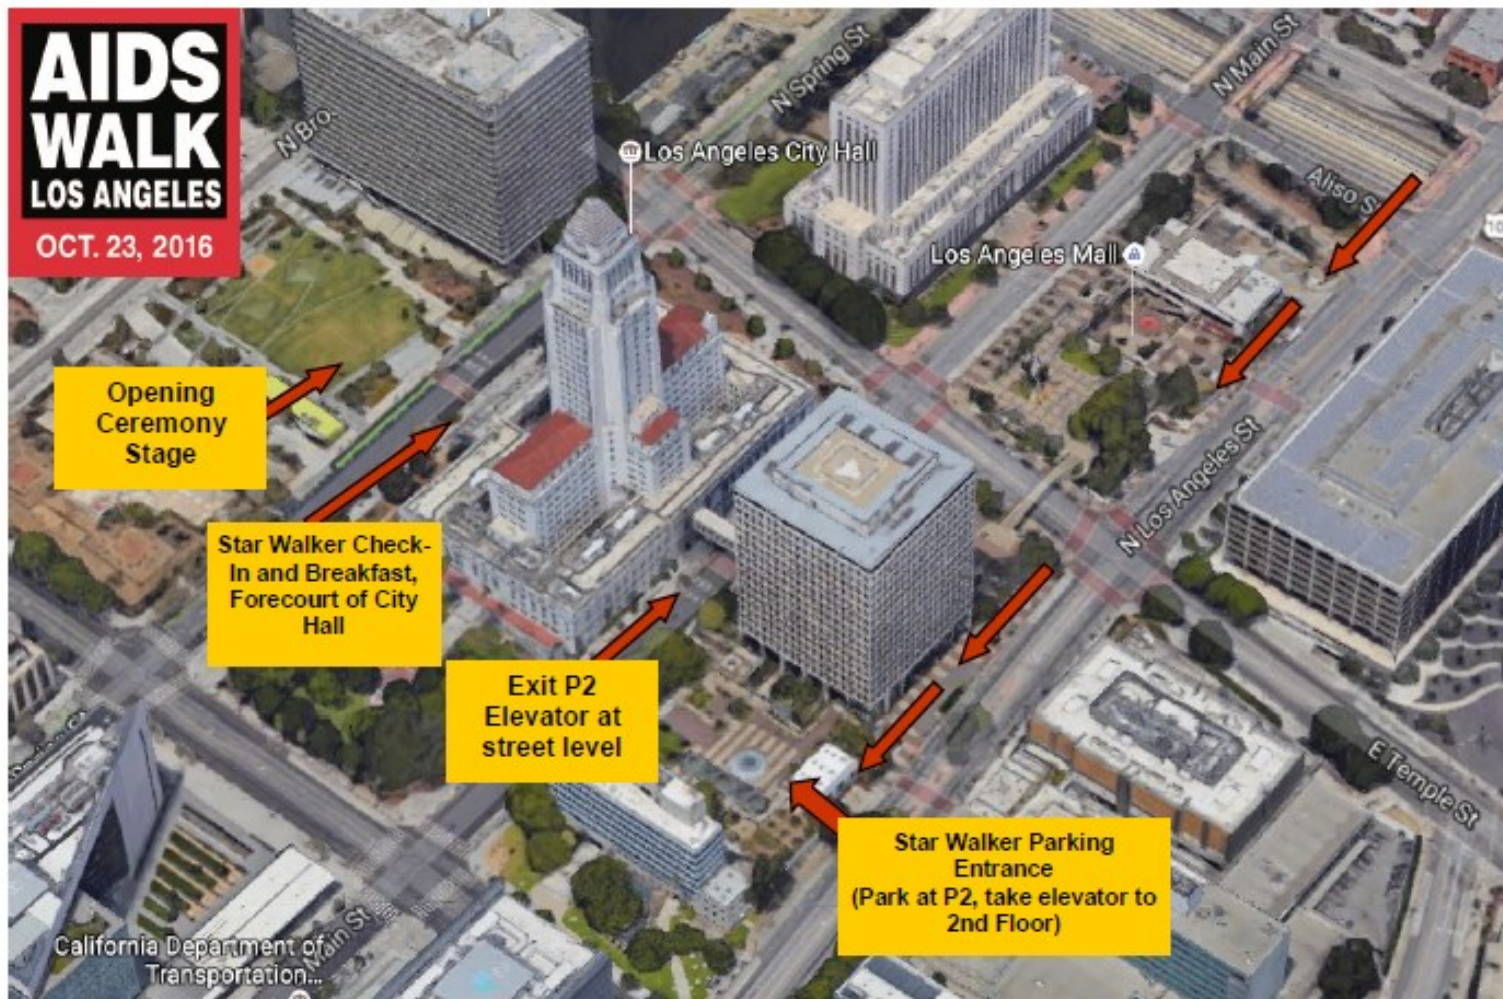 AIDS
WALK
LOS ANGELES
OCT. 23, 2016
N Bro
N Spring St
N Main St
Los Angeles City Hall
Aliso S
10
Los Angeles Mall
Opening
Ceremony
Stage
N Los Angeles St
Star Walker Check-
In and Breakfast,
Forecourt of City
Hall
Exit P2
Elevator at
street level
E Temple St
Star Walker Parking
Entrance
(Park at P2, take elevator to
2nd Floor)
Main St
California Department of
Transportation...